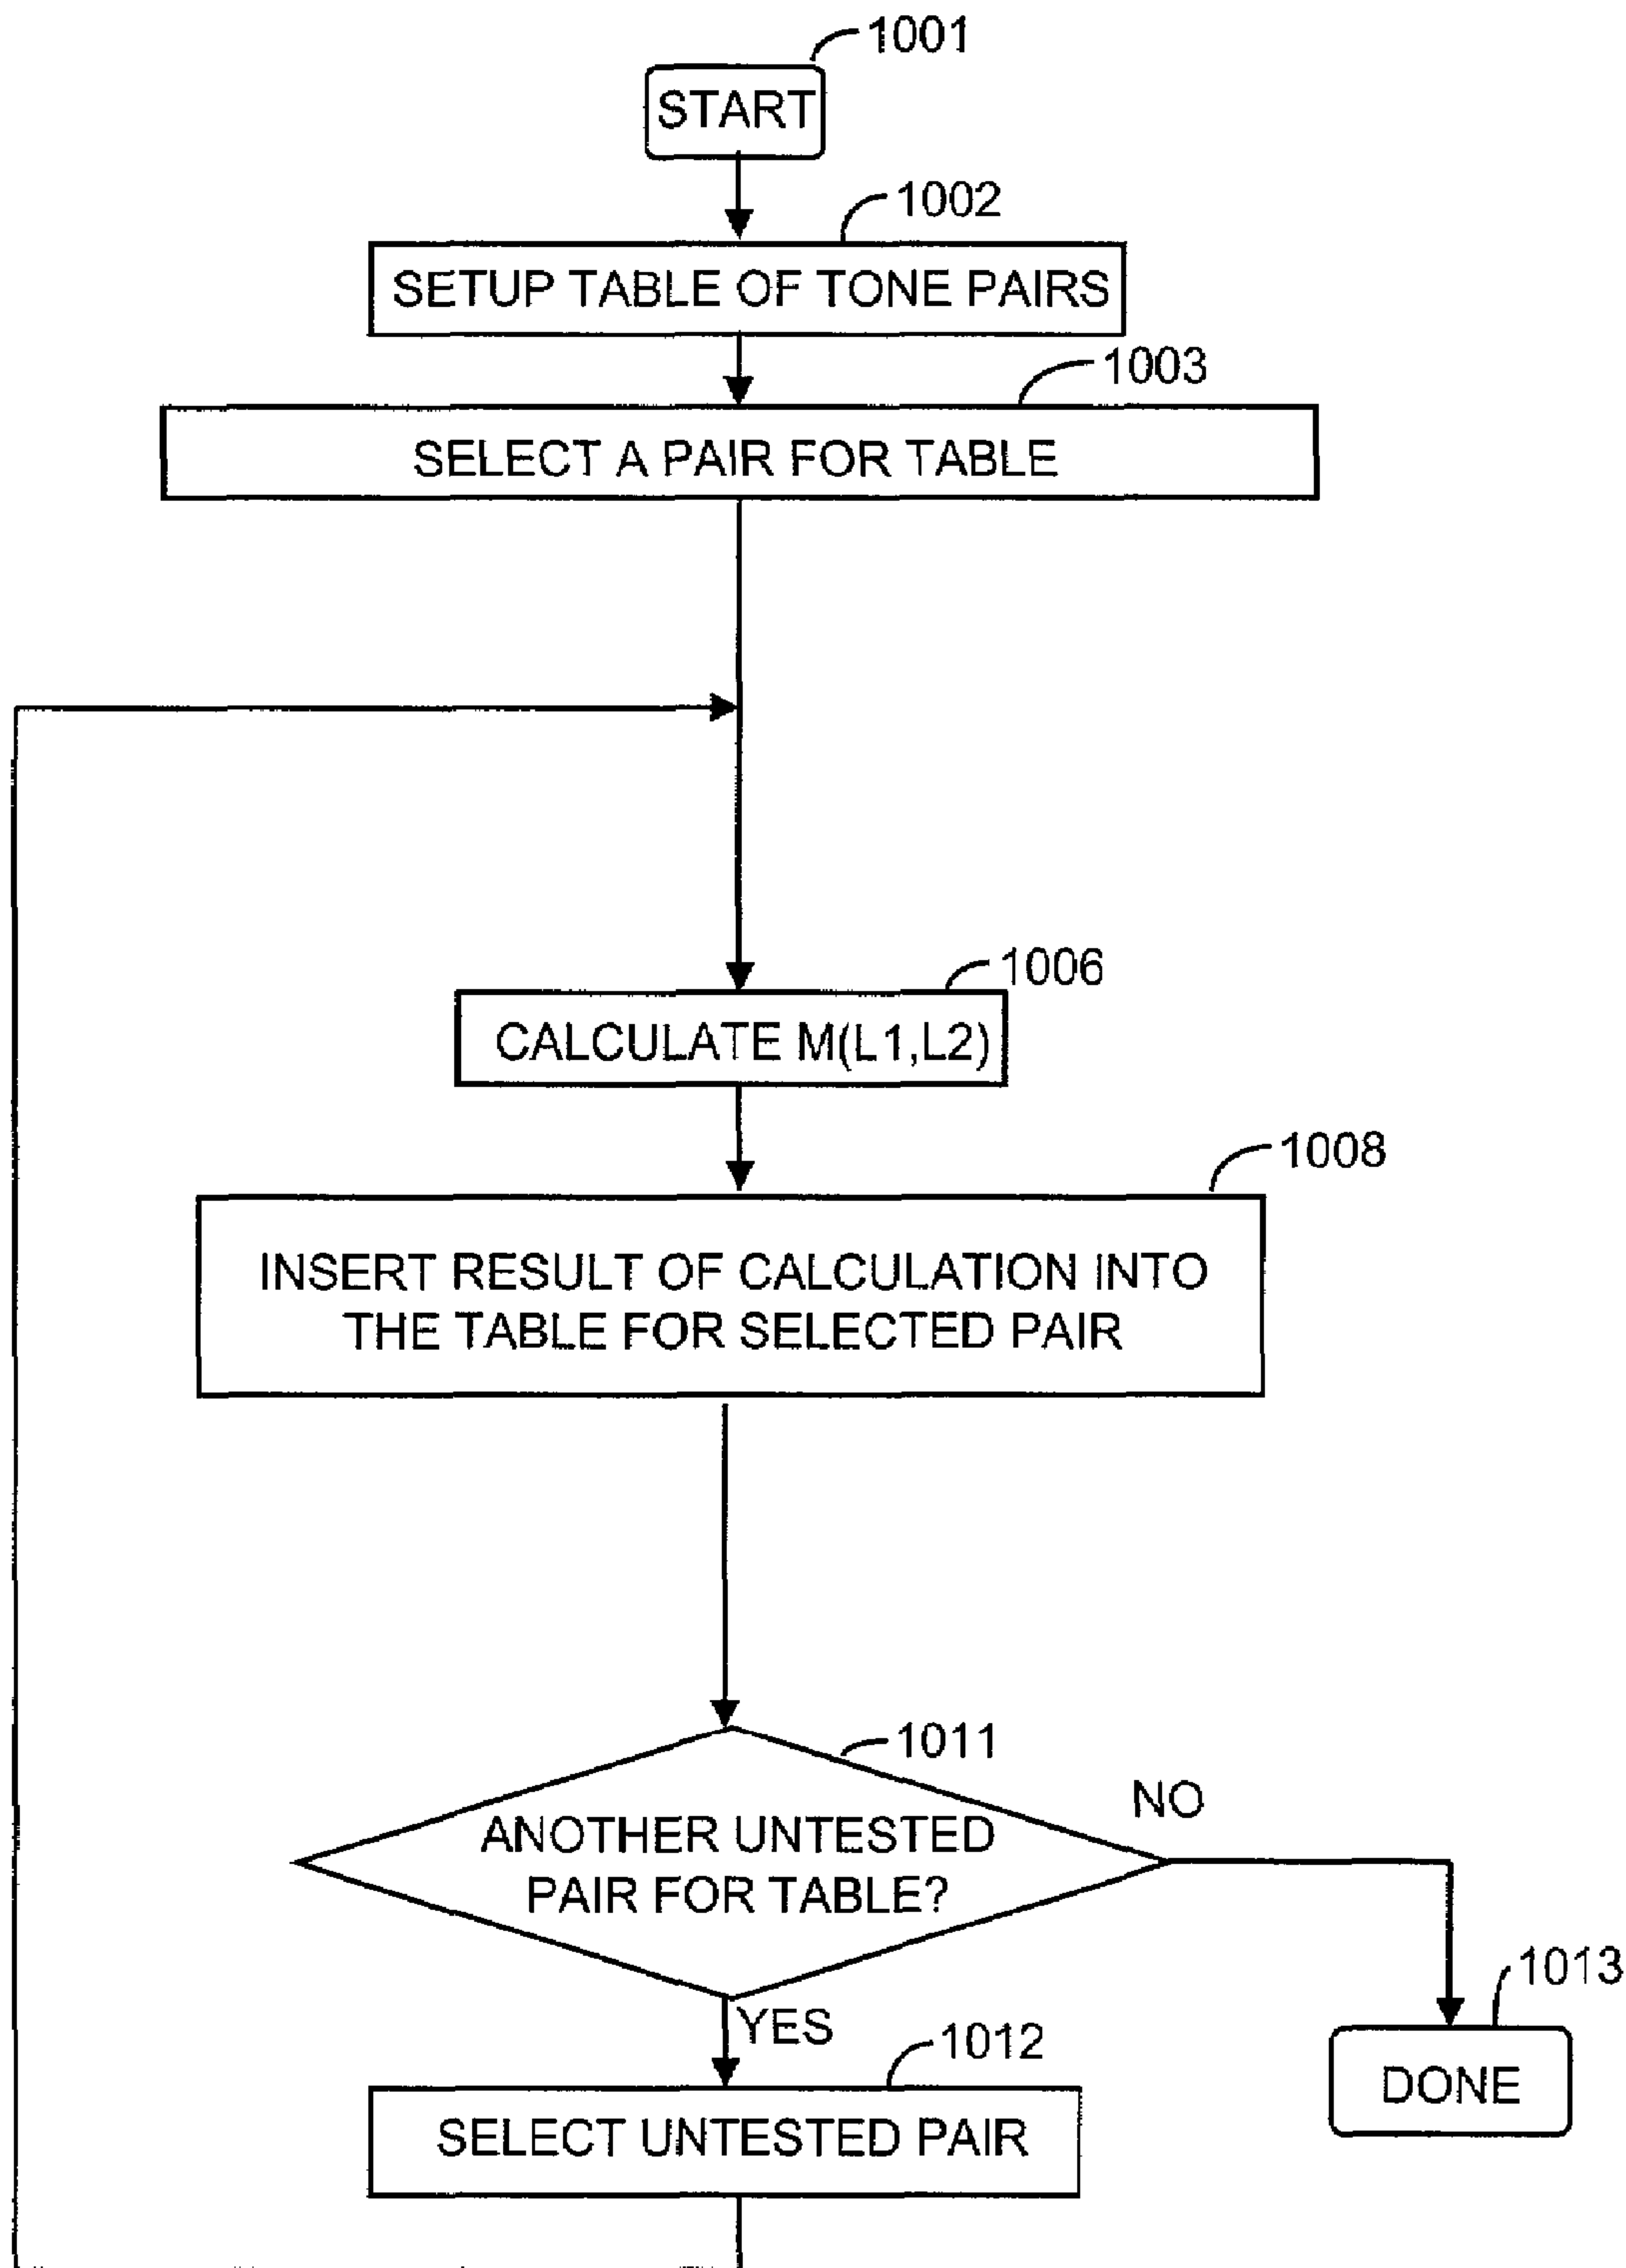 1001
START
1002
SETUP TABLE OF TONE PAIRS
1003
SELECT A PAIR FOR TABLE
1006
CALCULATE M(L1,L2)
1008
INSERT RESULT OF CALCULATION INTO
THE TABLE FOR SELECTED PAIR
1011
NO
ANOTHER UNTESTED
PAIR FOR TABLE?
1013
YES
1012
DONE
SELECT UNTESTED PAIR